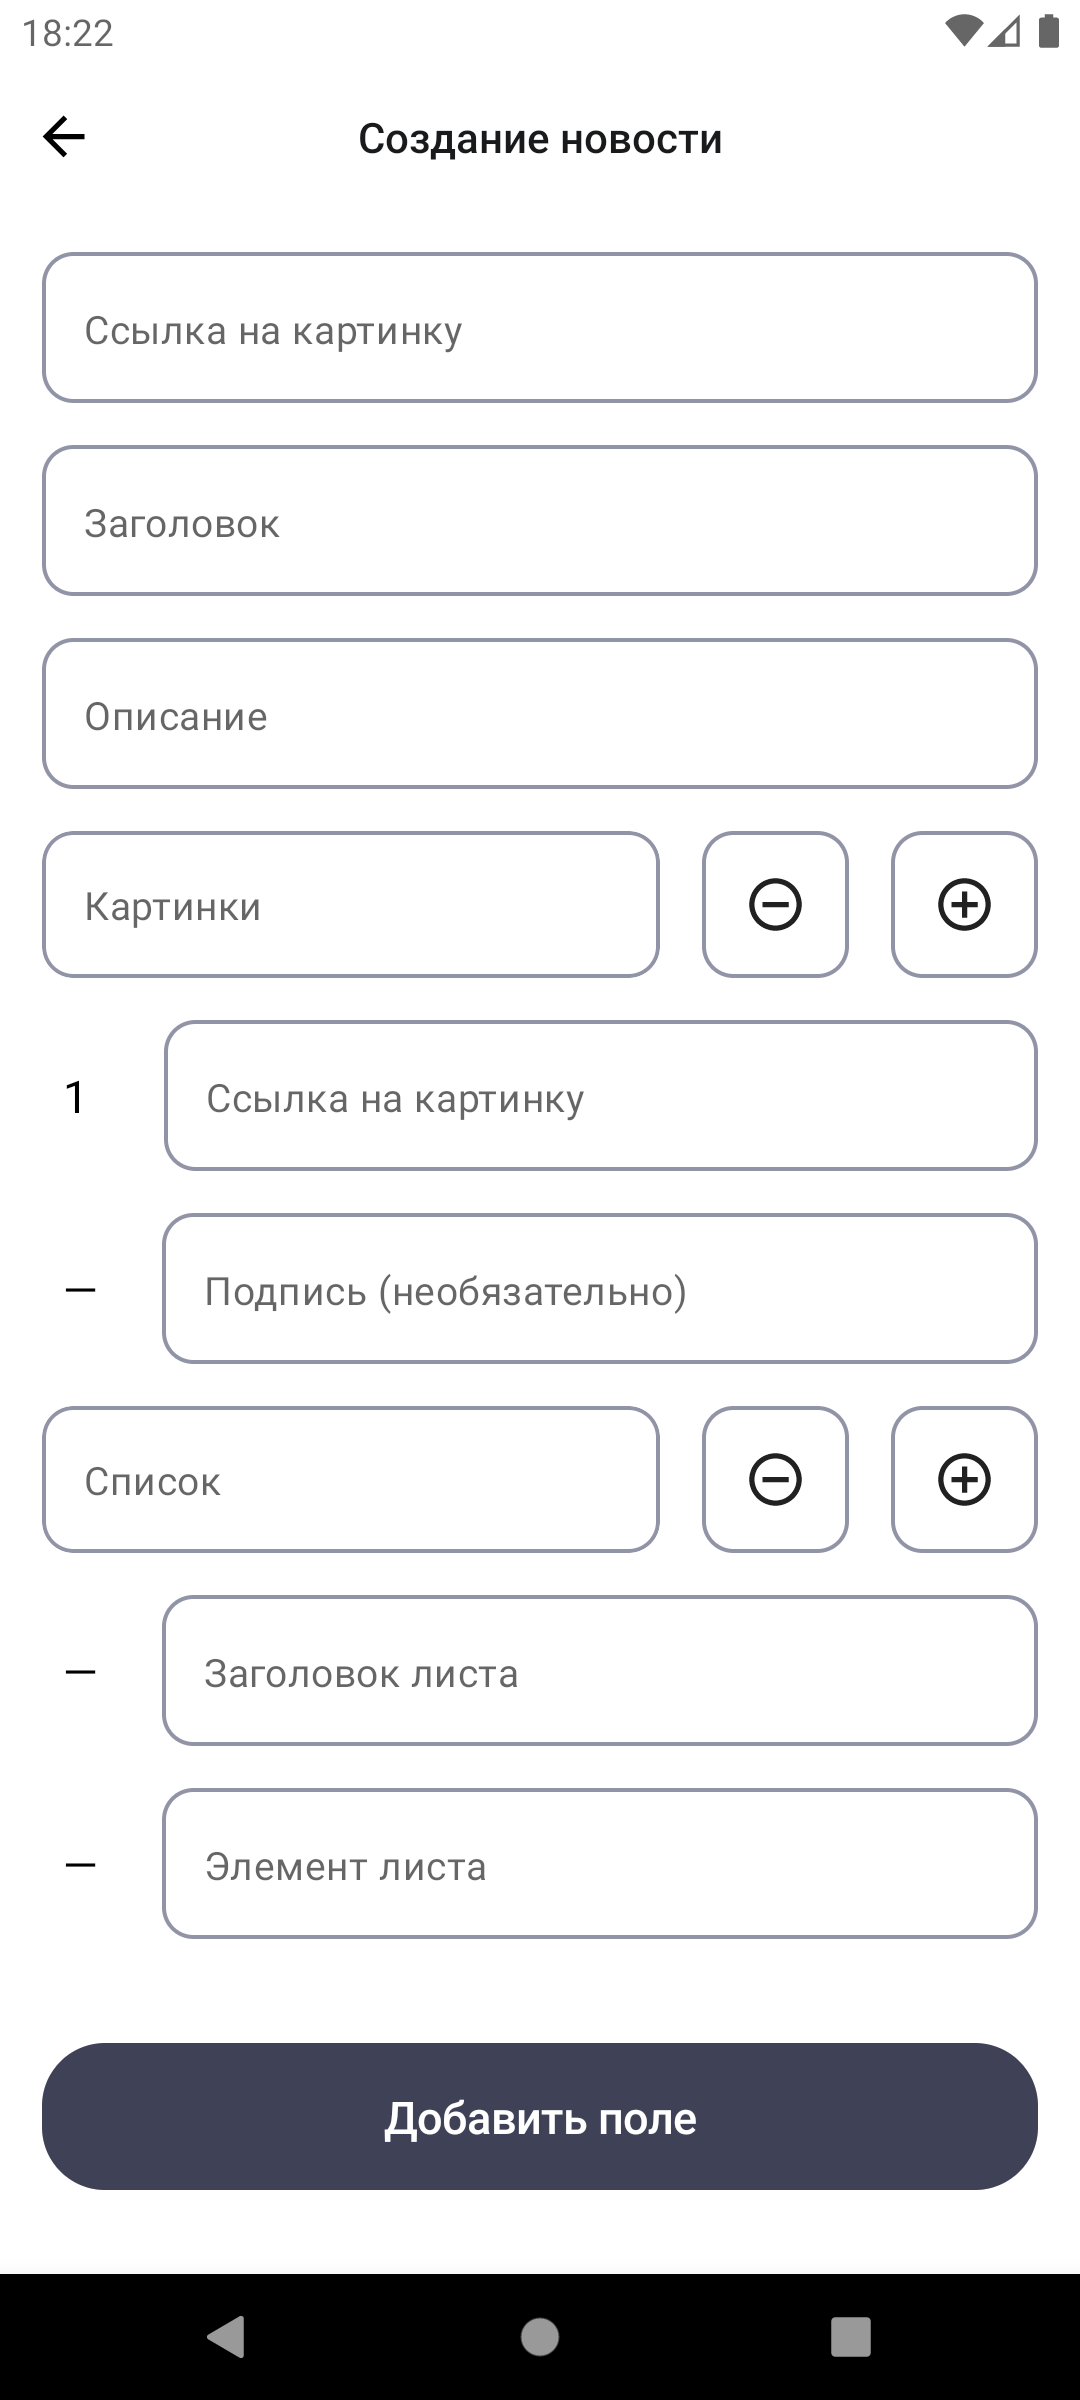 18:22
Создание новости
Ссылка на картинку
Заголовок
Описание
Картинки
1
Ссылка на картинку
—
Подпись (необязательно)
Список
—
Заголовок листа
—
Элемент листа
Добавить поле